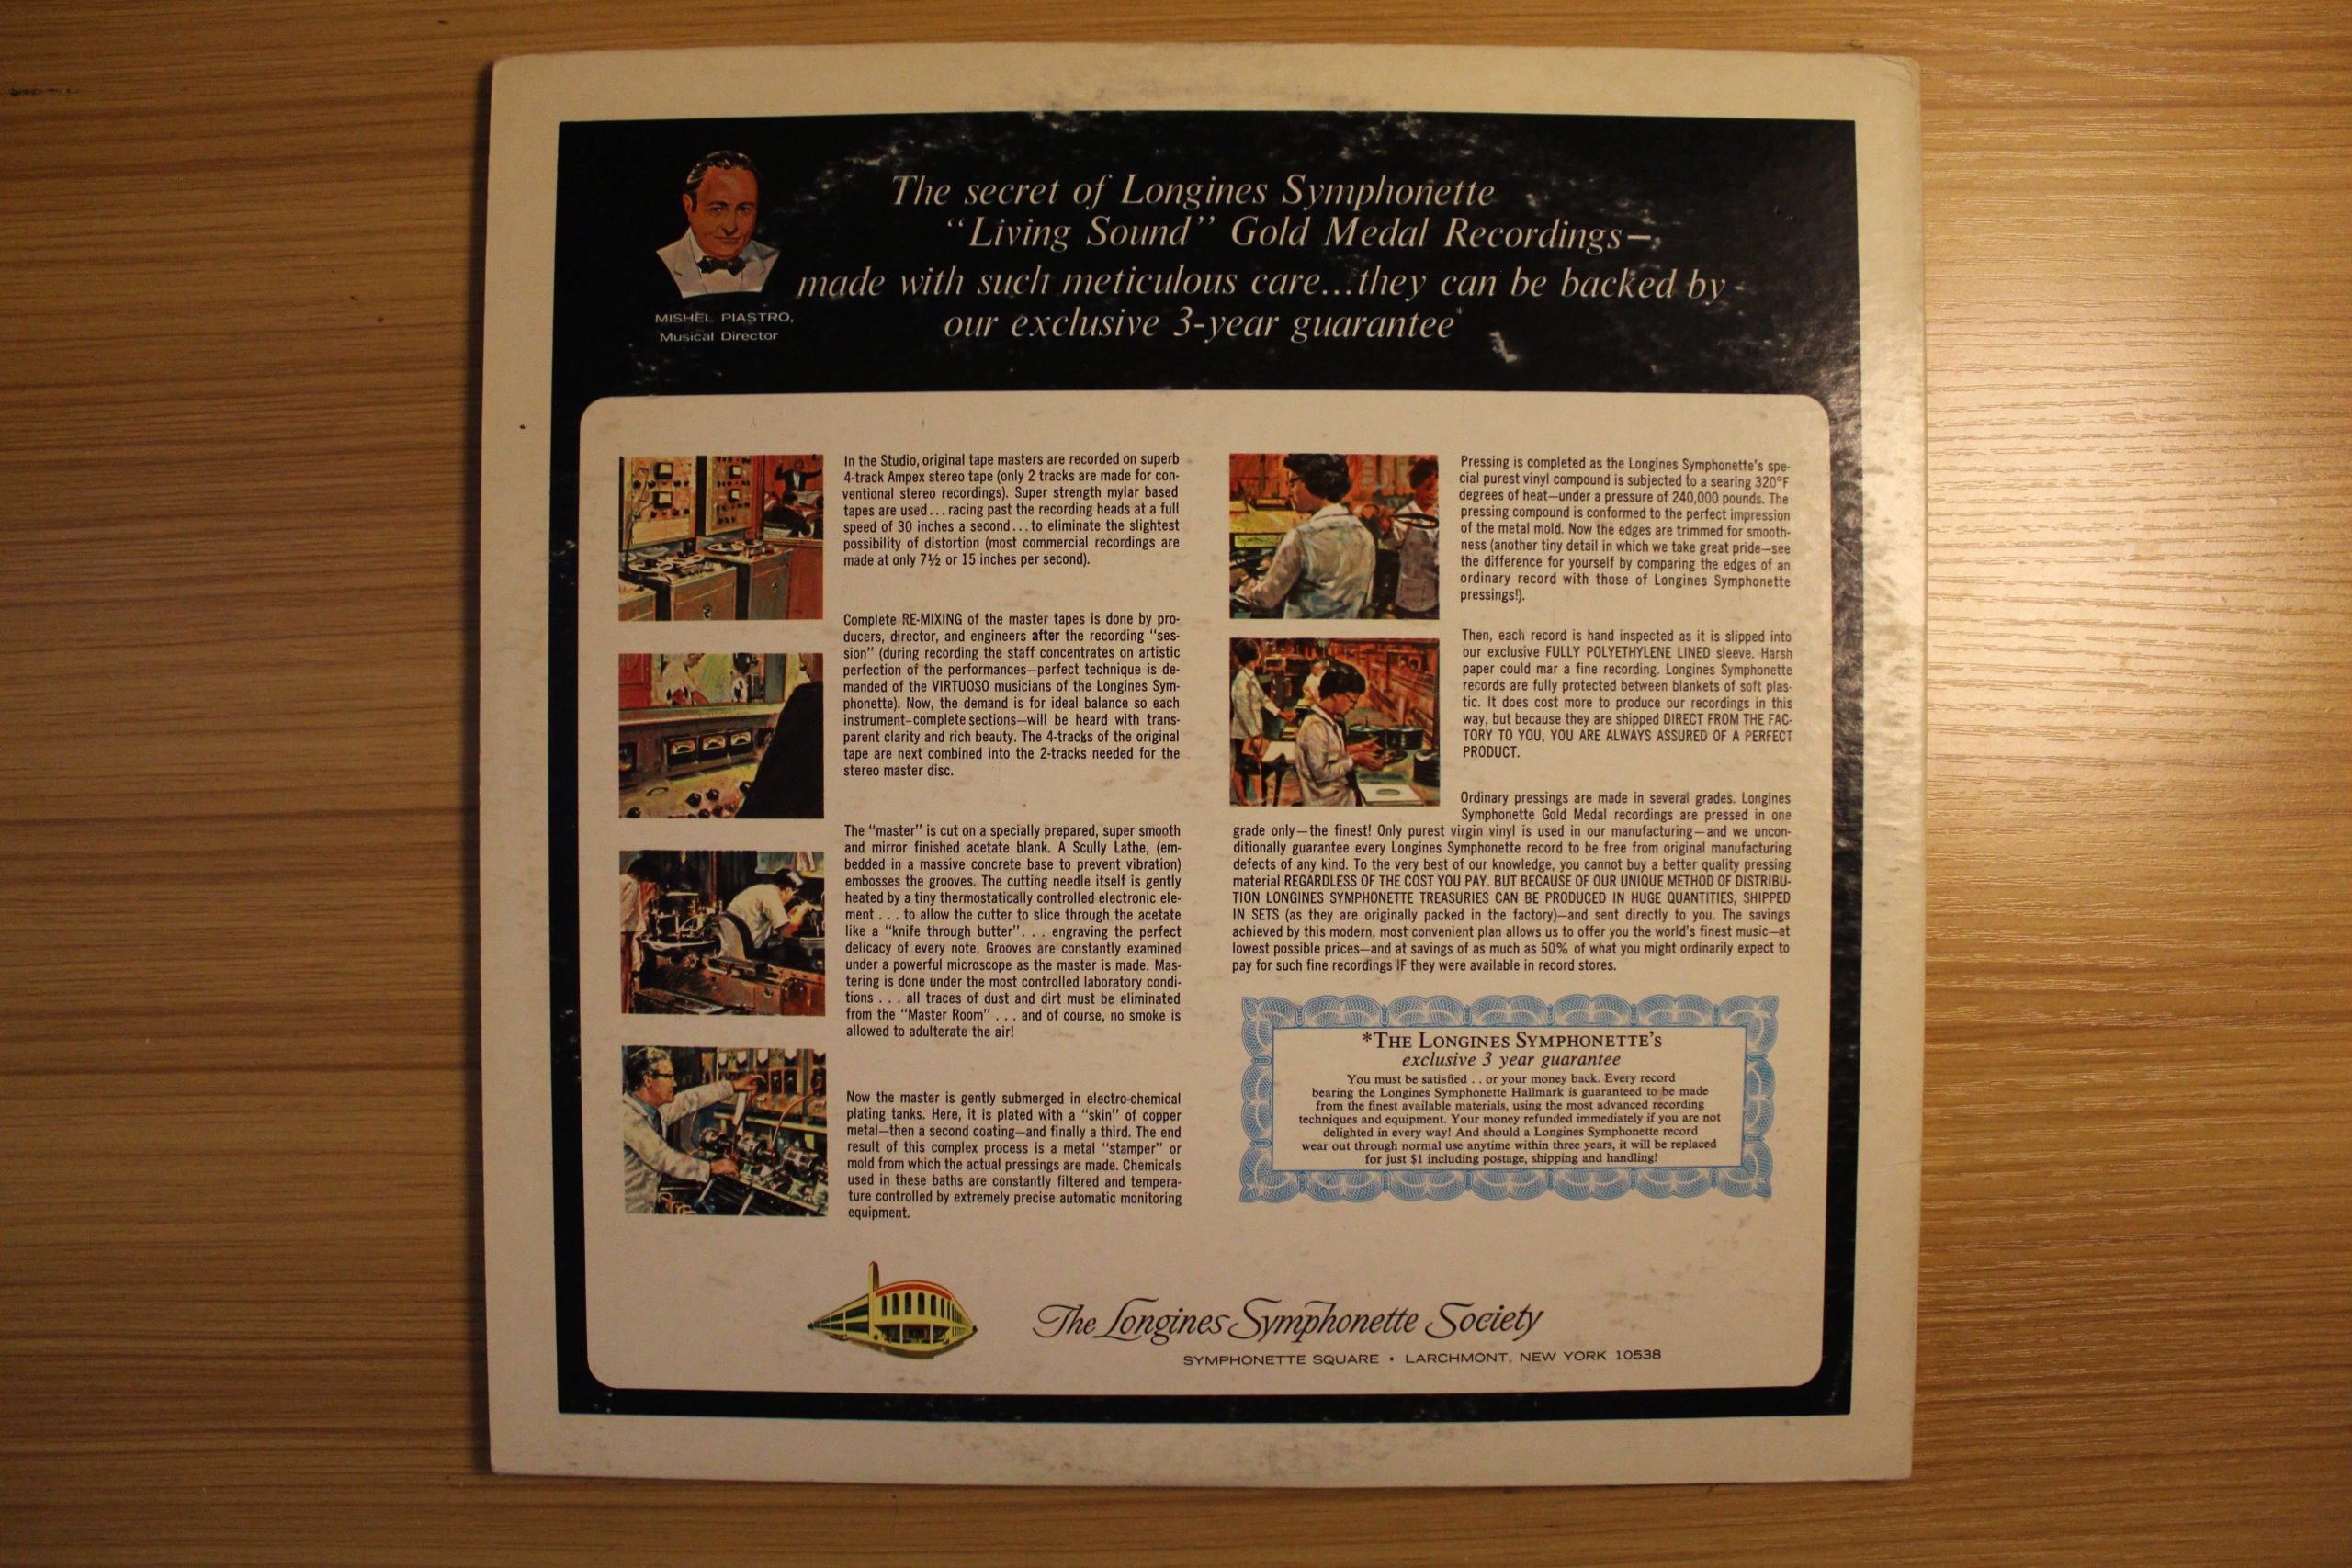 The secret of Longines Symphonette
"Living Sound" Gold Medal Recordings—
made with such meticulous care...they can be backed by
our exclusive 3-year guarantee*
MISHEL PIASTRO,
Musical Director
In the Studio, original tape masters are recorded on superb
4-track Ampex stereo tape (only 2 tracks are made for con-
ventional stereo recordings). Super strength mylar based
tapes are used...racing past the recording heads at a full
speed of 30 inches a second...to eliminate the slightest
possibility of distortion (most commercial recordings are
made at only 7½ or 15 inches per second).
Complete RE-MIXING of the master tapes is done by pro-
ducers, director, and engineers after the recording "ses-
sion" (during recording the staff concentrates on artistic
perfection of the performances—perfect technique is de-
manded of the VIRTUOSO musicians of the Longines Sym-
phonette). Now, the demand is for ideal balance so each
instrument—complete sections—will be heard with trans-
parent clarity and rich beauty. The 4-tracks of the original
tape are next combined into the 2-tracks needed for the
stereo master disc.
The "master" is cut on a specially prepared, super smooth
and mirror finished acetate blank. A Scully Lathe, (em-
bedded in a massive concrete base to prevent vibration)
embosses the grooves. The cutting needle itself is gently
heated by a tiny thermostatically controlled electronic ele-
ment . . . to allow the cutter to slice through the acetate
like a "knife through butter". . . engraving the perfect
delicacy of every note. Grooves are constantly examined
under a powerful microscope as the master is made. Mas-
tering is done under the most controlled laboratory condi-
tions . . . all traces of dust and dirt must be eliminated
from the "Master Room" . . . and of course, no smoke is
allowed to adulterate the air!
Now the master is gently submerged in electro-chemical
plating tanks. Here, it is plated with a "skin" of copper
metal—then a second coating—and finally a third. The end
result of this complex process is a metal "stamper" or
mold from which the actual pressings are made. Chemicals
used in these baths are constantly filtered and tempera-
ture controlled by extremely precise automatic monitoring
equipment.
Pressing is completed as the Longines Symphonette's spe-
cial purest vinyl compound is subjected to a searing 320°F
degrees of heat—under a pressure of 240,000 pounds. The
pressing compound is conformed to the perfect impression
of the metal mold. Now the edges are trimmed for smooth-
ness (another tiny detail in which we take great pride—see
the difference for yourself by comparing the edges of an
ordinary record with those of Longines Symphonette
pressings!).
Then, each record is hand inspected as it is slipped into
our exclusive FULLY POLYETHYLENE LINED sleeve. Harsh
paper could mar a fine recording. Longines Symphonette
records are fully protected between blankets of soft plas-
tic. It does cost more to produce our recordings in this
way, but because they are shipped DIRECT FROM THE FAC-
TORY TO YOU, YOU ARE ALWAYS ASSURED OF A PERFECT
PRODUCT.
Ordinary pressings are made in several grades. Longines
Symphonette Gold Medal recordings are pressed in one
grade only—the finest! Only purest virgin vinyl is used in our manufacturing—and we uncon-
ditionally guarantee every Longines Symphonette record to be free from original manufacturing
defects of any kind. To the very best of our knowledge, you cannot buy a better quality pressing
material REGARDLESS OF THE COST YOU PAY. BUT BECAUSE OF OUR UNIQUE METHOD OF DISTRIBU-
TION LONGINES SYMPHONETTE TREASURIES CAN BE PRODUCED IN HUGE QUANTITIES, SHIPPED
IN SETS (as they are originally packed in the factory)—and sent directly to you. The savings
achieved by this modern, most convenient plan allows us to offer you the world's finest music—at
lowest possible prices—and at savings of as much as 50% of what you might ordinarily expect to
pay for such fine recordings IF they were available in record stores.
*THE LONGINES SYMPHONETTE'S
exclusive 3 year guarantee
You must be satisfied . . or your money back. Every record
bearing the Longines Symphonette Hallmark is guaranteed to be made
from the finest available materials, using the most advanced recording
techniques and equipment. Your money refunded immediately if you are not
delighted in every way! And should a Longines Symphonette record
wear out through normal use anytime within three years, it will be replaced
for just $1 including postage, shipping and handling!
The Longines Symphonette Society
SYMPHONETTE SQUARE • LARCHMONT, NEW YORK 10538